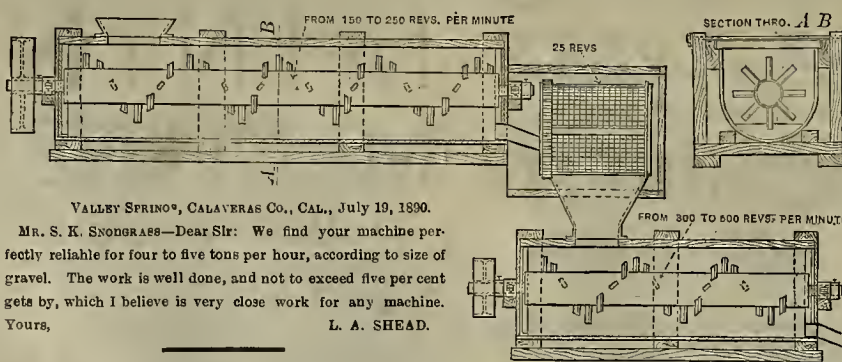 FROM 150 TO 250 REVS. PER MINUTE
B
25 REVS
SECTION THRO. A B
A
VALLEY SPRINGS, CALAVERAS CO., CAL., July 19, 1890.
MR. S. K. SNODGRASS—Dear Sir: We find your machine per-
fectly reliable for four to five tons per hour, according to size of
gravel. The work is well done, and not to exceed five per cent
gets by, which I believe is very close work for any machine.
Yours, L. A. SHEAD.
FROM 300 TO 500 REVS. PER MINUTE